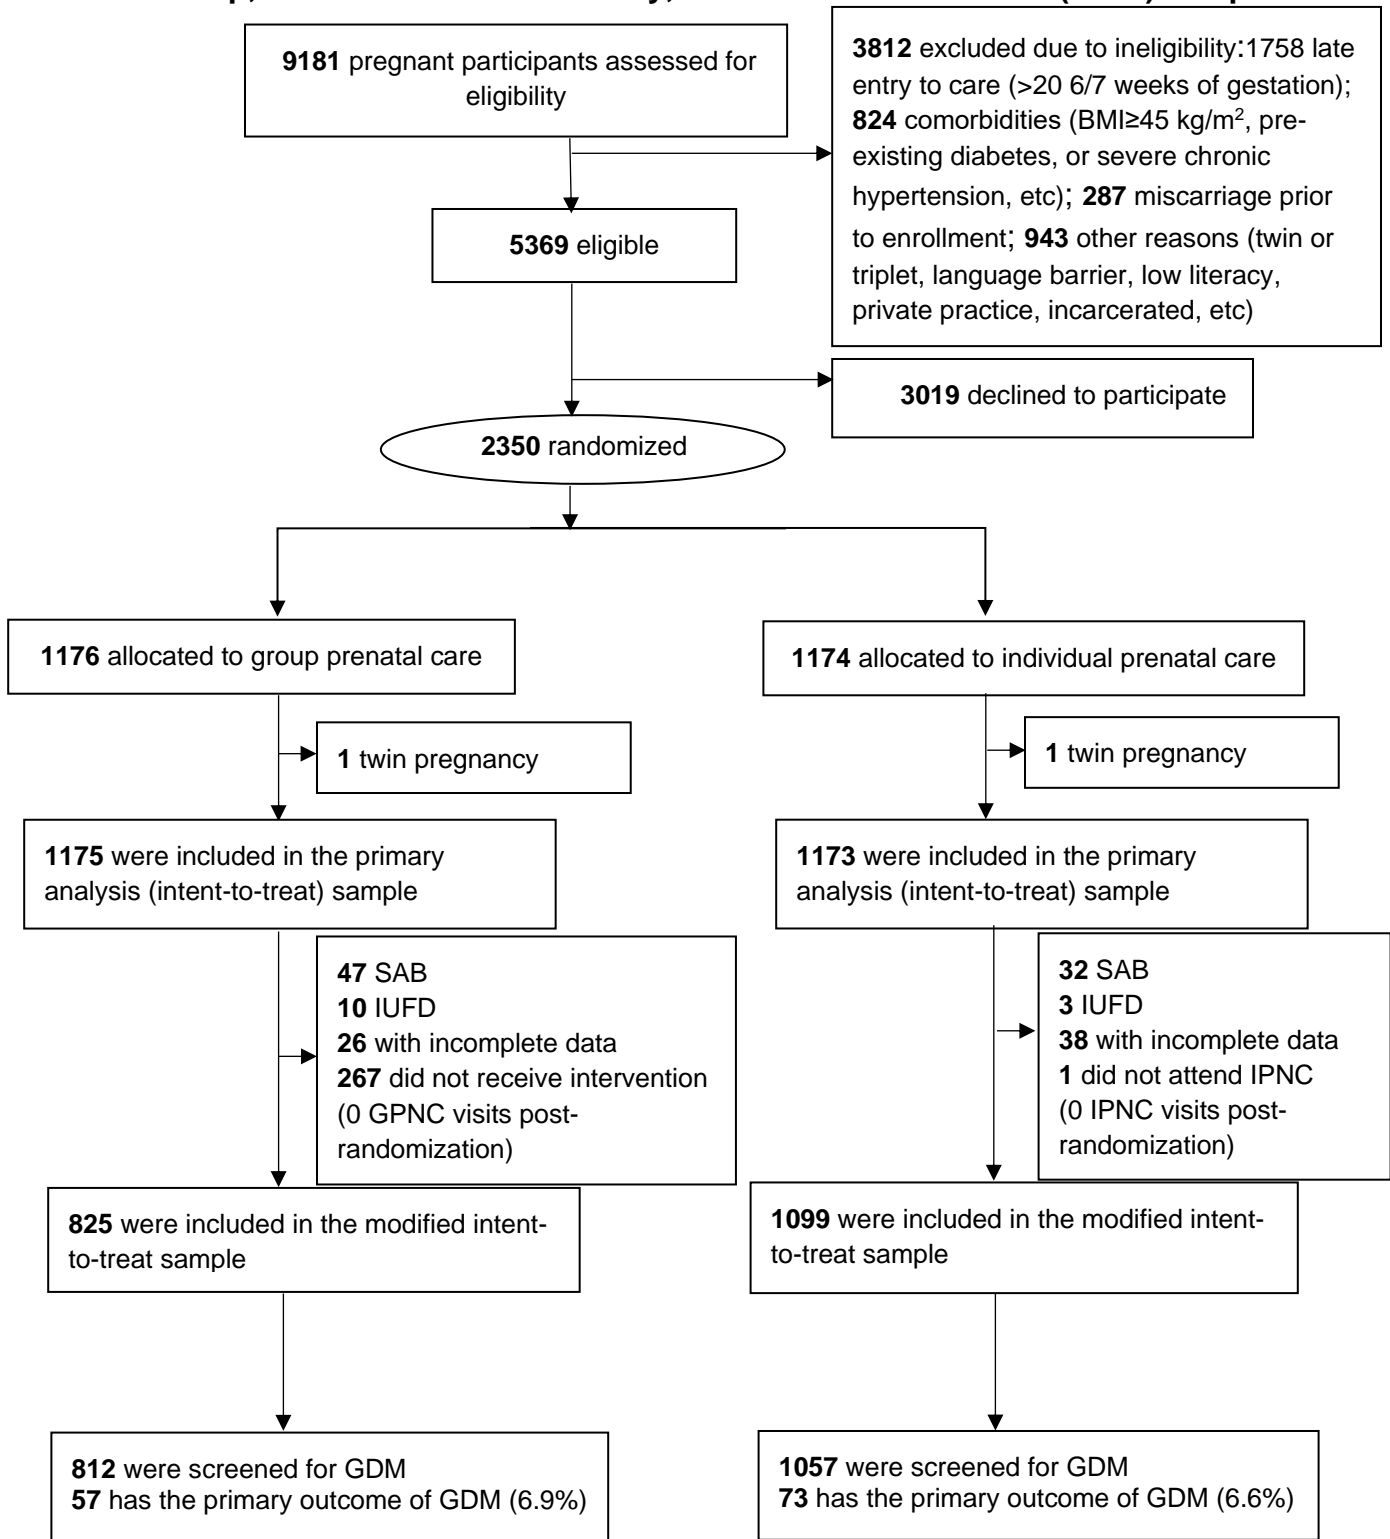 9181 pregnant participants assessed for
eligibility
3812 excluded due to ineligibility:1758 late
entry to care (>20 6/7 weeks of gestation);
824 comorbidities (BMI≥45 kg/m², pre-
existing diabetes, or severe chronic
hypertension, etc); 287 miscarriage prior
to enrollment; 943 other reasons (twin or
triplet, language barrier, low literacy,
private practice, incarcerated, etc)
5369 eligible
3019 declined to participate
2350 randomized
1176 allocated to group prenatal care
1174 allocated to individual prenatal care
1 twin pregnancy
1 twin pregnancy
1175 were included in the primary
analysis (intent-to-treat) sample
1173 were included in the primary
analysis (intent-to-treat) sample
47 SAB
10 IUFD
26 with incomplete data
267 did not receive intervention
(0 GPNC visits post-
randomization)
32 SAB
3 IUFD
38 with incomplete data
1 did not attend IPNC
(0 IPNC visits post-
randomization)
825 were included in the modified intent-
to-treat sample
1099 were included in the modified intent-
to-treat sample
812 were screened for GDM
57 has the primary outcome of GDM (6.9%)
1057 were screened for GDM
73 has the primary outcome of GDM (6.6%)